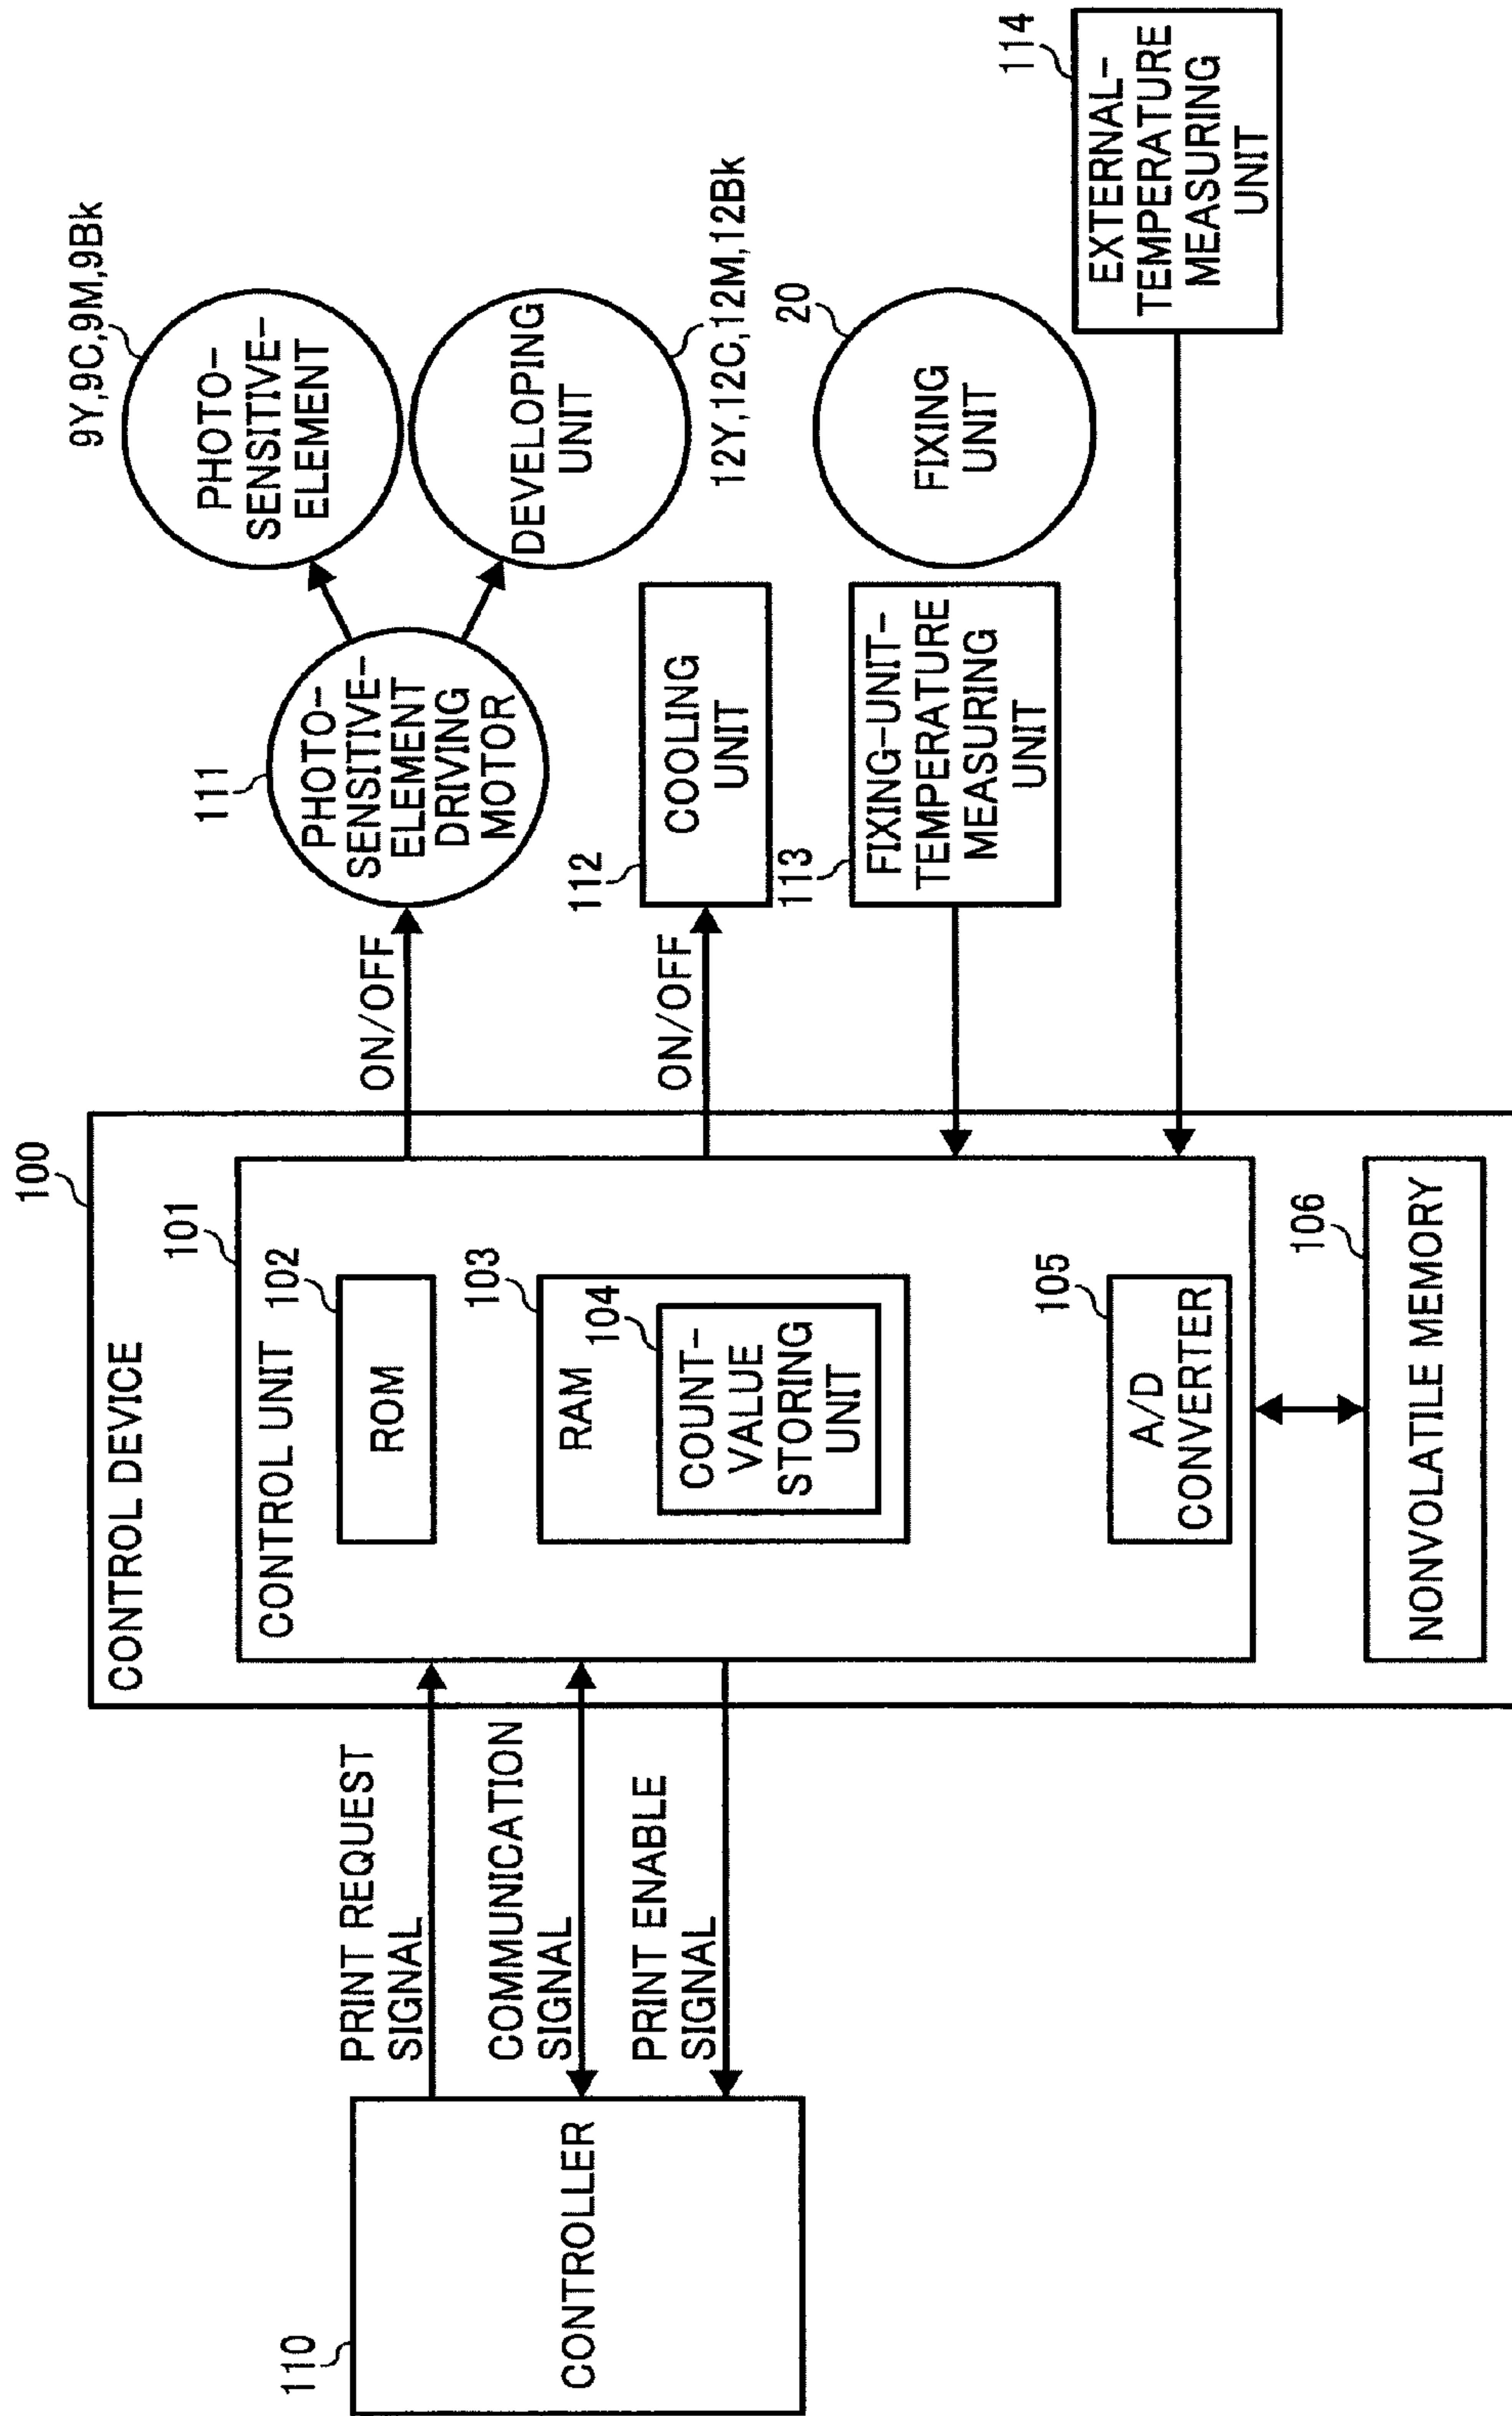 100
CONTROL DEVICE
101
CONTROL UNIT
102
ROM
103
RAM
104
COUNT-
VALUE
STORING
UNIT
105
A/D
CONVERTER
106
NONVOLATILE MEMORY
110
CONTROLLER
PRINT REQUEST
SIGNAL
COMMUNICATION
SIGNAL
PRINT ENABLE
SIGNAL
ON/OFF
111
PHOTO-
SENSITIVE-
ELEMENT
DRIVING
MOTOR
9Y,9C,9M,9Bk
PHOTO-
SENSITIVE-
ELEMENT
DEVELOPING
UNIT
12Y,12C,12M,12Bk
ON/OFF
112
COOLING
UNIT
113
FIXING-UNIT-
TEMPERATURE
MEASURING
UNIT
20
FIXING
UNIT
114
EXTERNAL-
TEMPERATURE
MEASURING
UNIT